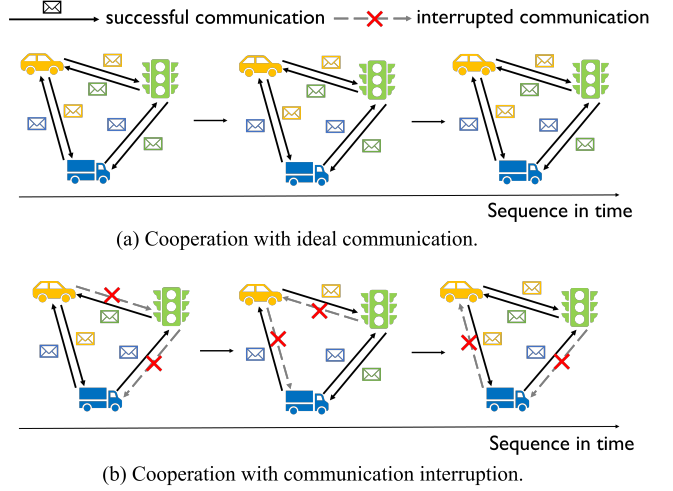 successful communication
interrupted communication
Sequence in time
(a) Cooperation with ideal communication.
Sequence in time
(b) Cooperation with communication interruption.